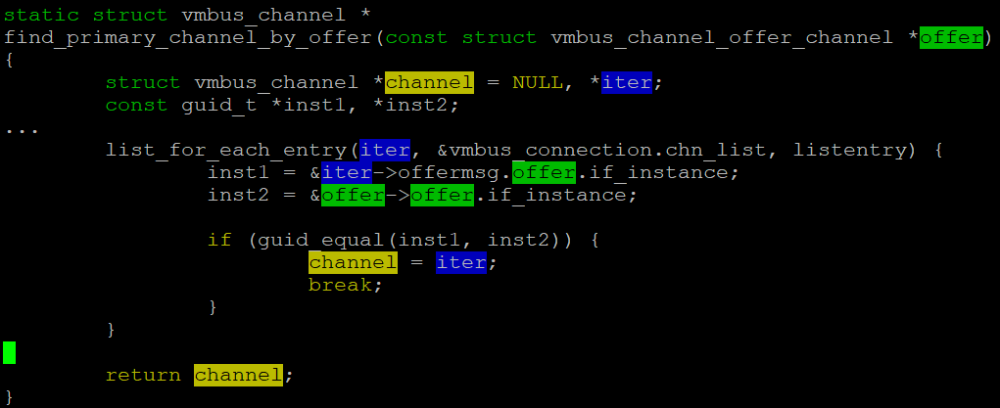 static struct vmbus_channel *
find_primary_channel_by_offer(const struct vmbus_channel_offer_channel *offer)
{
        struct vmbus_channel *channel = NULL, *iter;
        const guid_t *inst1, *inst2;
...
        list_for_each_entry(iter, &vmbus_connection.chn_list, listentry) {
                inst1 = &iter->offermsg.offer.if_instance;
                inst2 = &offer->offer.if_instance;

                if (guid_equal(inst1, inst2)) {
                        channel = iter;
                        break;
                }
        }

        return channel;
}